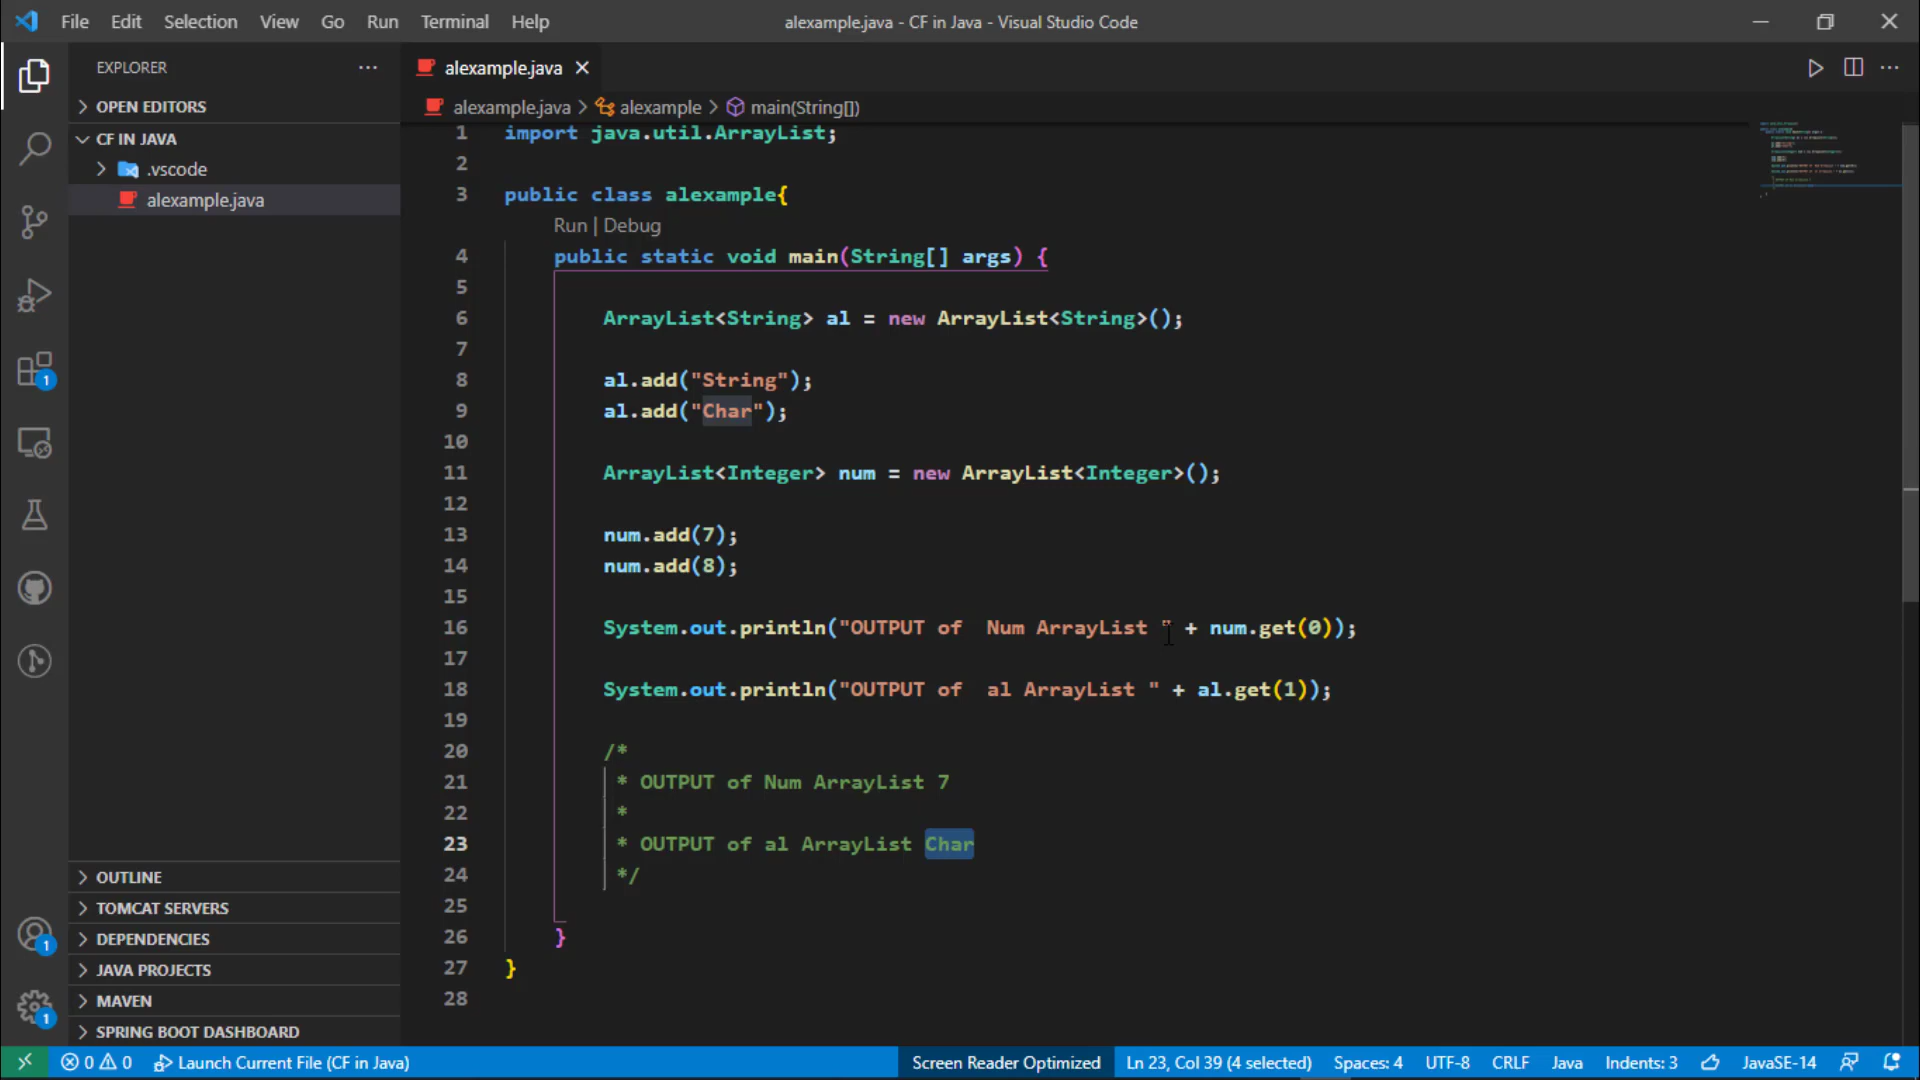 File Edit Selection View Go Run Terminal Help
alexample.java - CF in Java - Visual Studio Code
EXPLORER
OPEN EDITORS
CF IN JAVA
.vscode
alexample.java
OUTLINE
TOMCAT SERVERS
DEPENDENCIES
JAVA PROJECTS
MAVEN
SPRING BOOT DASHBOARD
1
1
1
alexample.java
alexample.java > alexample > main(String[])
1 import java.util.ArrayList;
2
3 public class alexample{
Run | Debug
4 public static void main(String[] args) {
5
6 ArrayList<String> al = new ArrayList<String>();
7
8 al.add("String");
9 al.add("Char");
10
11 ArrayList<Integer> num = new ArrayList<Integer>();
12
13 num.add(7);
14 num.add(8);
15
16 System.out.println("OUTPUT of  Num ArrayList " + num.get(0));
17
18 System.out.println("OUTPUT of  al ArrayList " + al.get(1));
19
20 /*
21 * OUTPUT of Num ArrayList 7
22 *
23 * OUTPUT of al ArrayList Char
24 */
25
26 }
27 }
28
0 0 Launch Current File (CF in Java) Screen Reader Optimized Ln 23, Col 39 (4 selected) Spaces: 4 UTF-8 CRLF Java Indents: 3 JavaSE-14